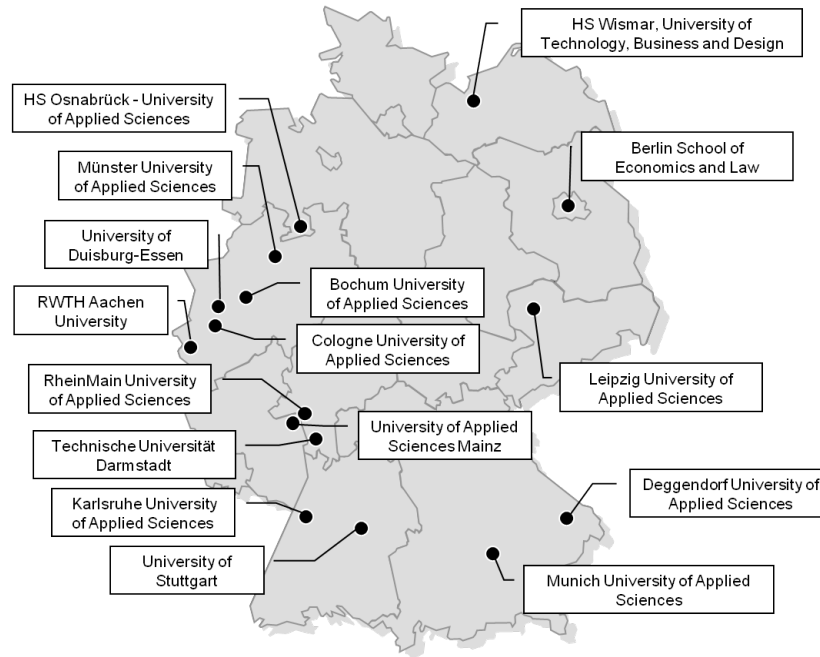 HS Wismar, University of
Technology, Business and Design
HS Osnabrück - University
of Applied Sciences
Berlin School of
Economics and Law
Münster University
of Applied Sciences
University of
Duisburg-Essen
Bochum University
of Applied Sciences
RWTH Aachen
University
Cologne University of
Applied Sciences
RheinMain University
of Applied Sciences
Leipzig University of
Applied Sciences
University of Applied
Sciences Mainz
Technische Universität
Darmstadt
Deggendorf University of
Applied Sciences
Karlsruhe University
of Applied Sciences
University of
Stuttgart
Munich University of Applied
Sciences